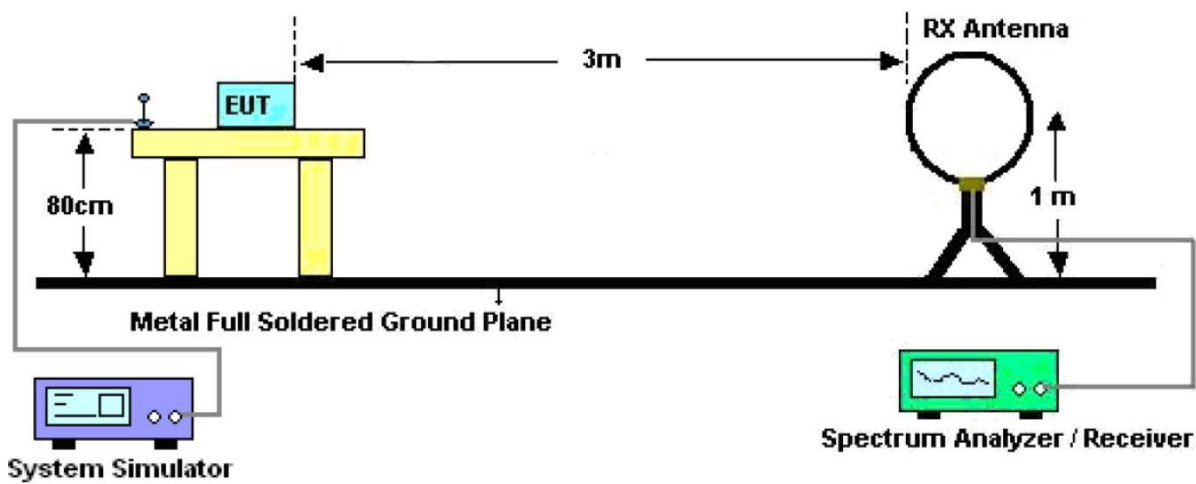 RX Antenna
3m
EUT
80cm
1 m
Metal Full Soldered Ground Plane
System Simulator
Spectrum Analyzer / Receiver